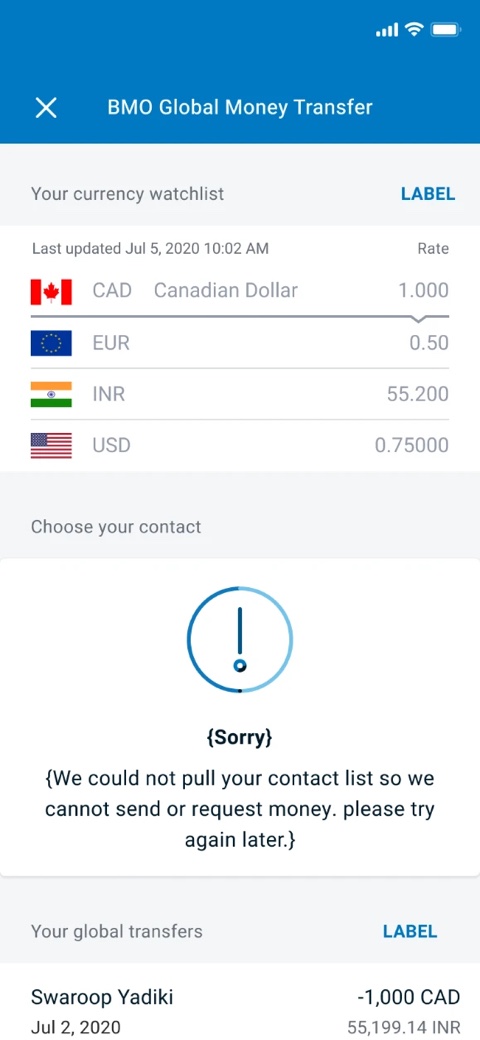 BMO Global Money Transfer
Your currency watchlist LABEL
Last updated Jul 5, 2020 10:02 AM Rate
CAD Canadian Dollar 1.000
EUR 0.50
INR 55.200
USD 0.75000
Choose your contact
{Sorry}
{We could not pull your contact list so we
cannot send or request money. please try
again later.}
Your global transfers LABEL
Swaroop Yadiki -1,000 CAD
Jul 2, 2020 55,199.14 INR